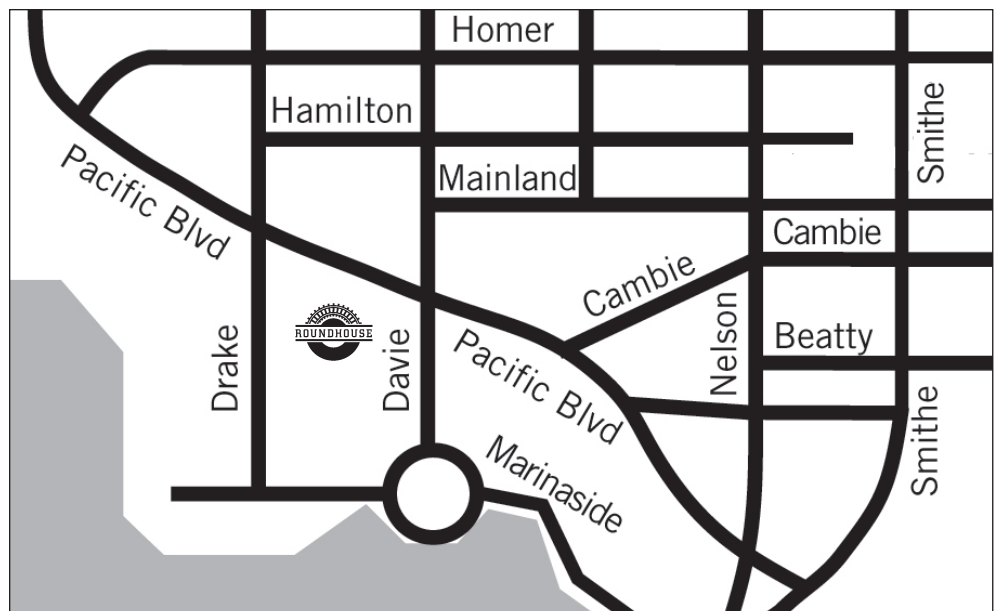 Homer
Hamilton
Smithe
Mainland
Pacific Blvd
Cambie
Cambie
ROUNDHOUSE
Drake
Davie
Nelson
Beatty
Pacific Blvd
Smithe
Marinaside